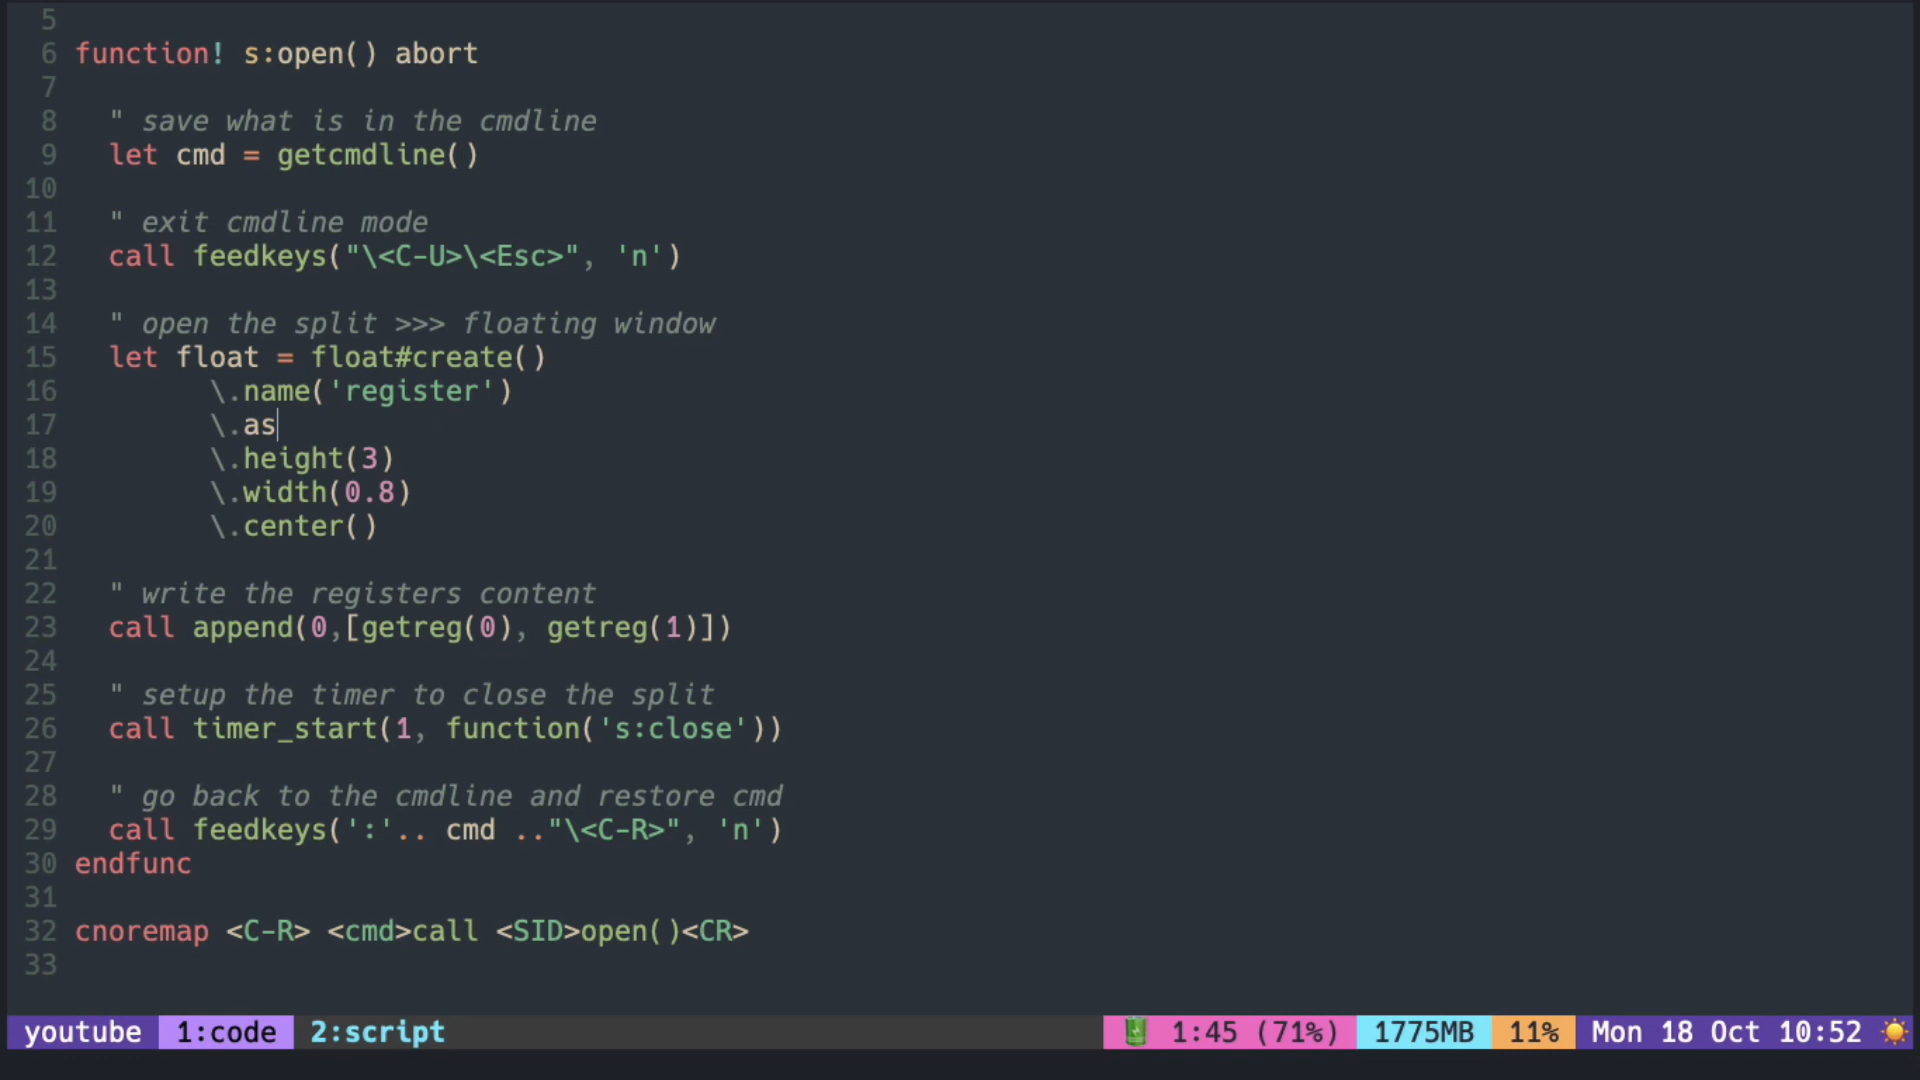 5
6 function! s:open() abort
7
8   " save what is in the cmdline
9   let cmd = getcmdline()
10
11   " exit cmdline mode
12   call feedkeys("\<C-U>\<Esc>", 'n')
13
14   " open the split >>> floating window
15   let float = float#create()
16         \.name('register')
17         \.as
18         \.height(3)
19         \.width(0.8)
20         \.center()
21
22   " write the registers content
23   call append(0,[getreg(0), getreg(1)])
24
25   " setup the timer to close the split
26   call timer_start(1, function('s:close'))
27
28   " go back to the cmdline and restore cmd
29   call feedkeys(':'.. cmd .."\<C-R>", 'n')
30 endfunc
31
32 cnoremap <C-R> <cmd>call <SID>open()<CR>
33
youtube 1:code 2:script 1:45 (71%) 1775MB 11% Mon 18 Oct 10:52